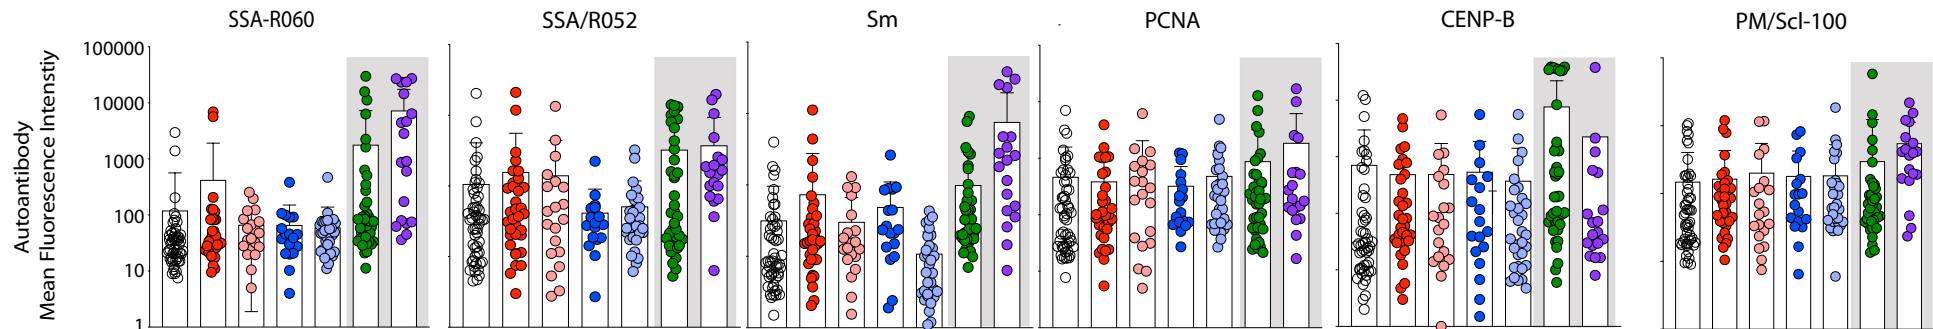 SSA-R060 SSA/R052 Sm PCNA CENP-B PM/Scl-100
Autoantibody
Mean Fluorescence Intenstiy
100000
10000
1000
100
10
1